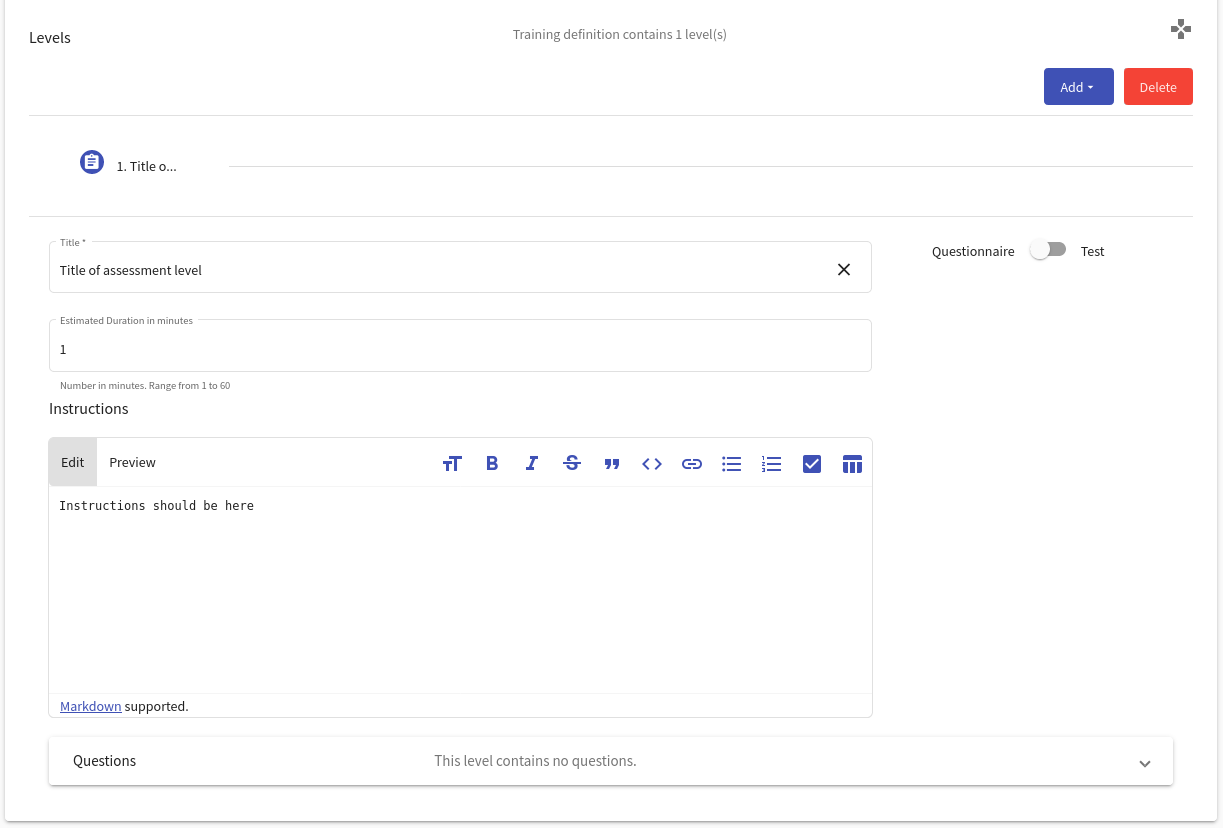 Levels
Training definition contains 1 level(s)
Add
Delete
1. Title o...
Title *
Title of assessment level
Questionnaire
Test
Estimated Duration in minutes
1
Number in minutes. Range from 1 to 60
Instructions
Edit
Preview
Instructions should be here
Markdown supported.
Questions
This level contains no questions.